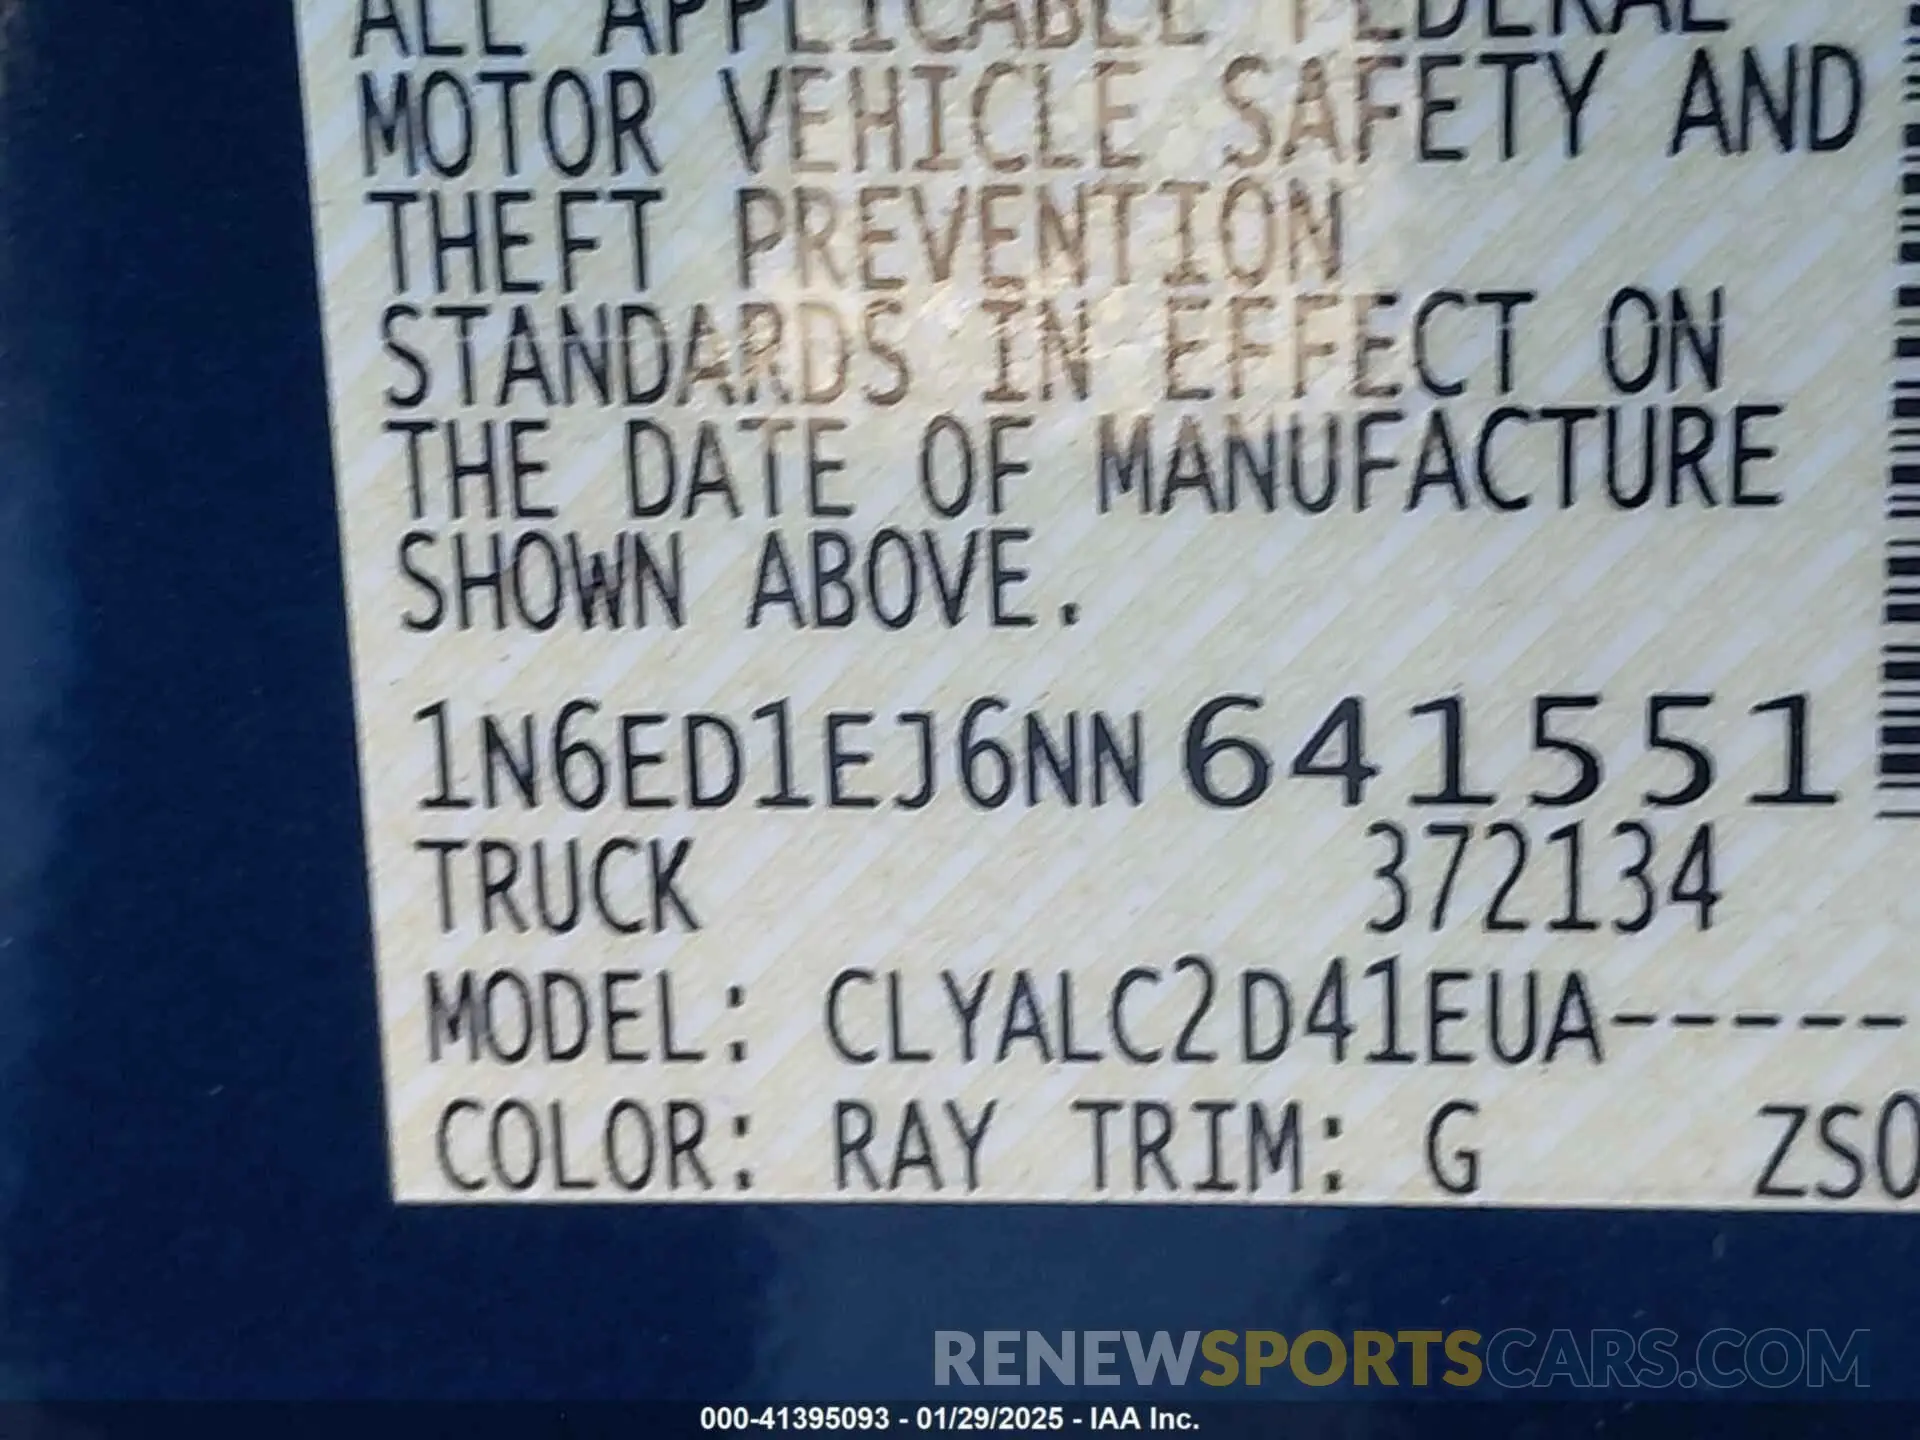 ALL APPLICABLE FEDERAL
MOTOR VEHICLE SAFETY AND
THEFT PREVENTION
STANDARDS IN EFFECT ON
THE DATE OF MANUFACTURE
SHOWN ABOVE.
1N6ED1EJ6NN641551
TRUCK 372134
MODEL: CLYALC2D41EUA-----
COLOR: RAY TRIM: G ZS0
RENEWSPORTSCARS.COM
000-41395093 - 01/29/2025 - IAA Inc.